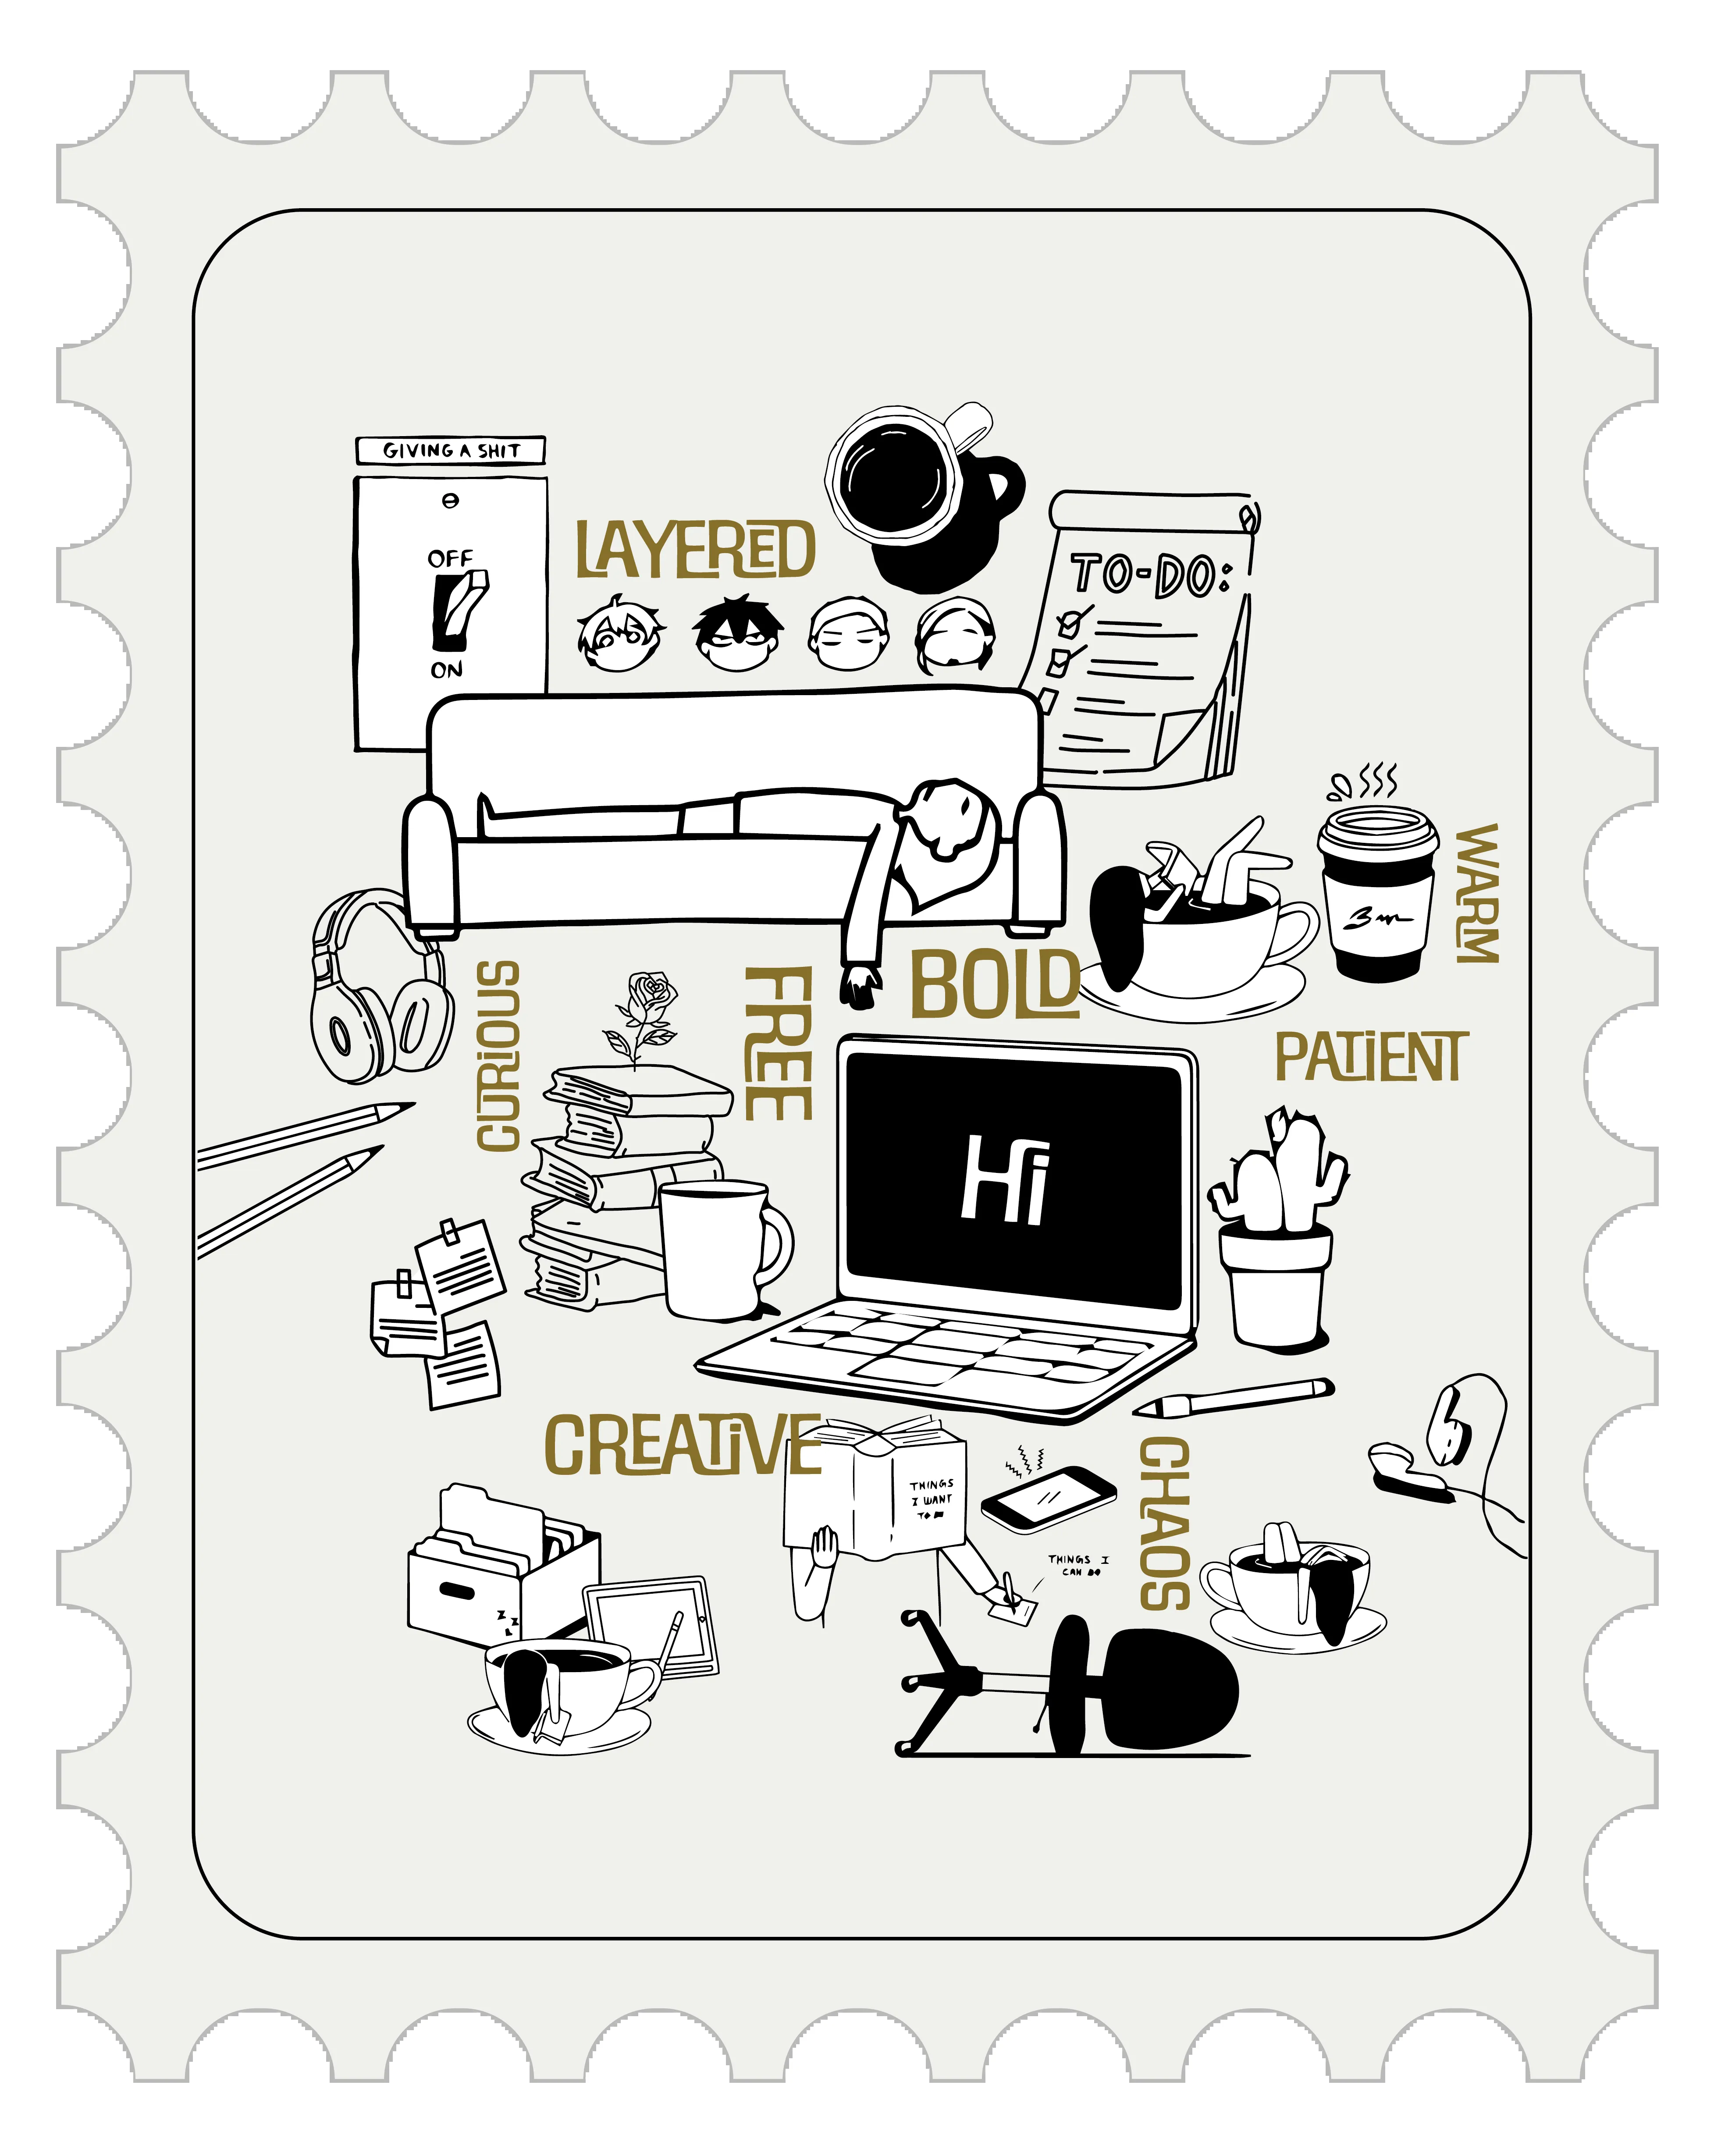 GIVING A SHIT
OFF
ON
LAYERED
TO-DO:
WARM
BOLD
CURIOUS
FREE
PATIENT
Hi
CREATIVE
THINGS
I WANT
TO
CHAOS
THINGS I
CAN DO
z
z